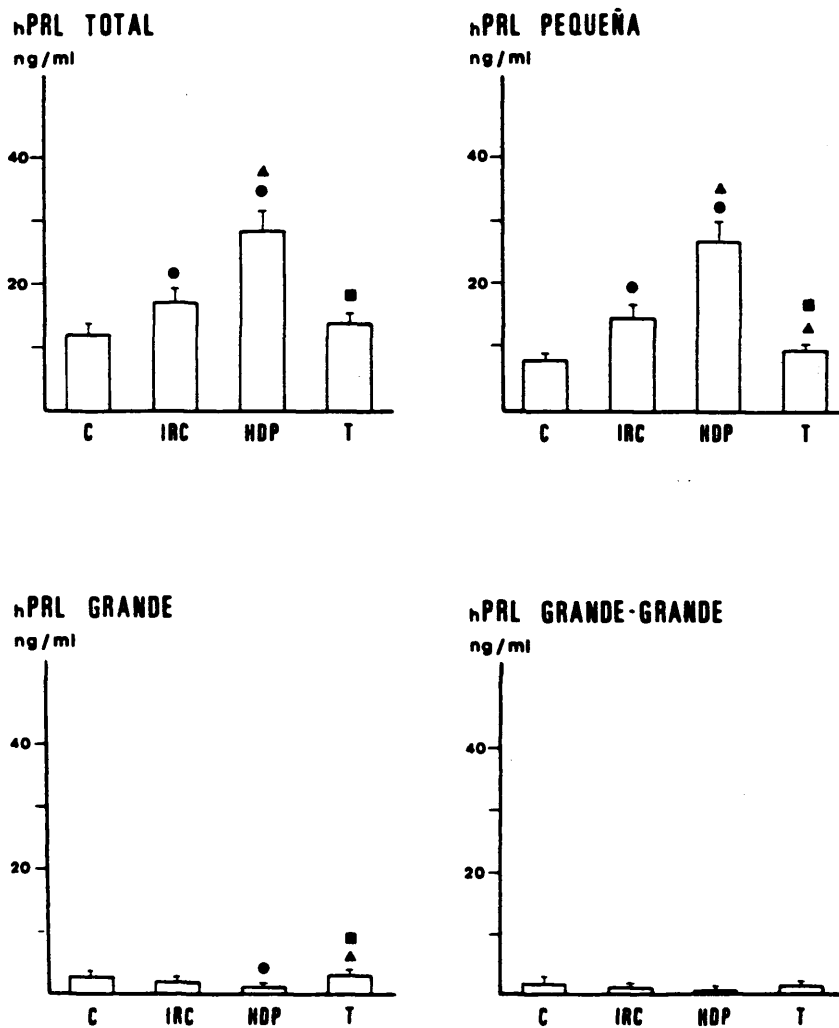 hPRL TOTAL
ng/ml
40
20
C IRC HDP T
hPRL PEQUEÑA
ng/ml
40
20
C IRC HDP T
hPRL GRANDE
ng/ml
40
20
C IRC HDP T
hPRL GRANDE-GRANDE
ng/ml
40
20
C IRC HDP T